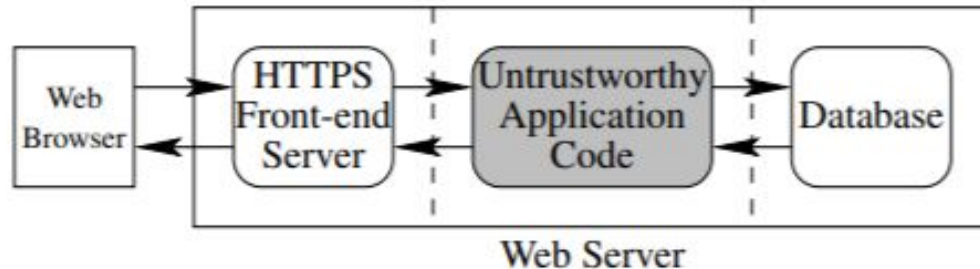 Web
Browser
HTTPS
Front-end
Server
Untrustworthy
Application
Code
Database
Web Server